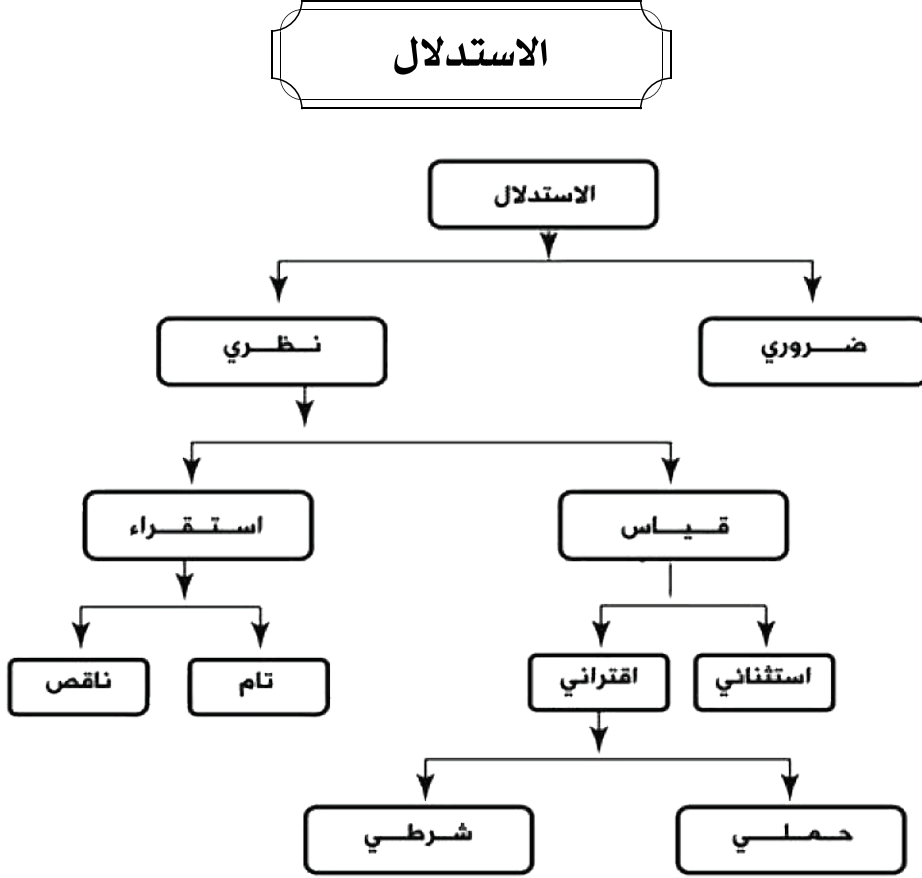 الاستدلال
الاستدلال
ضروري
نظري
قياس
استقراء
استثنائي
اقتراني
تام
ناقص
حملي
شرطي